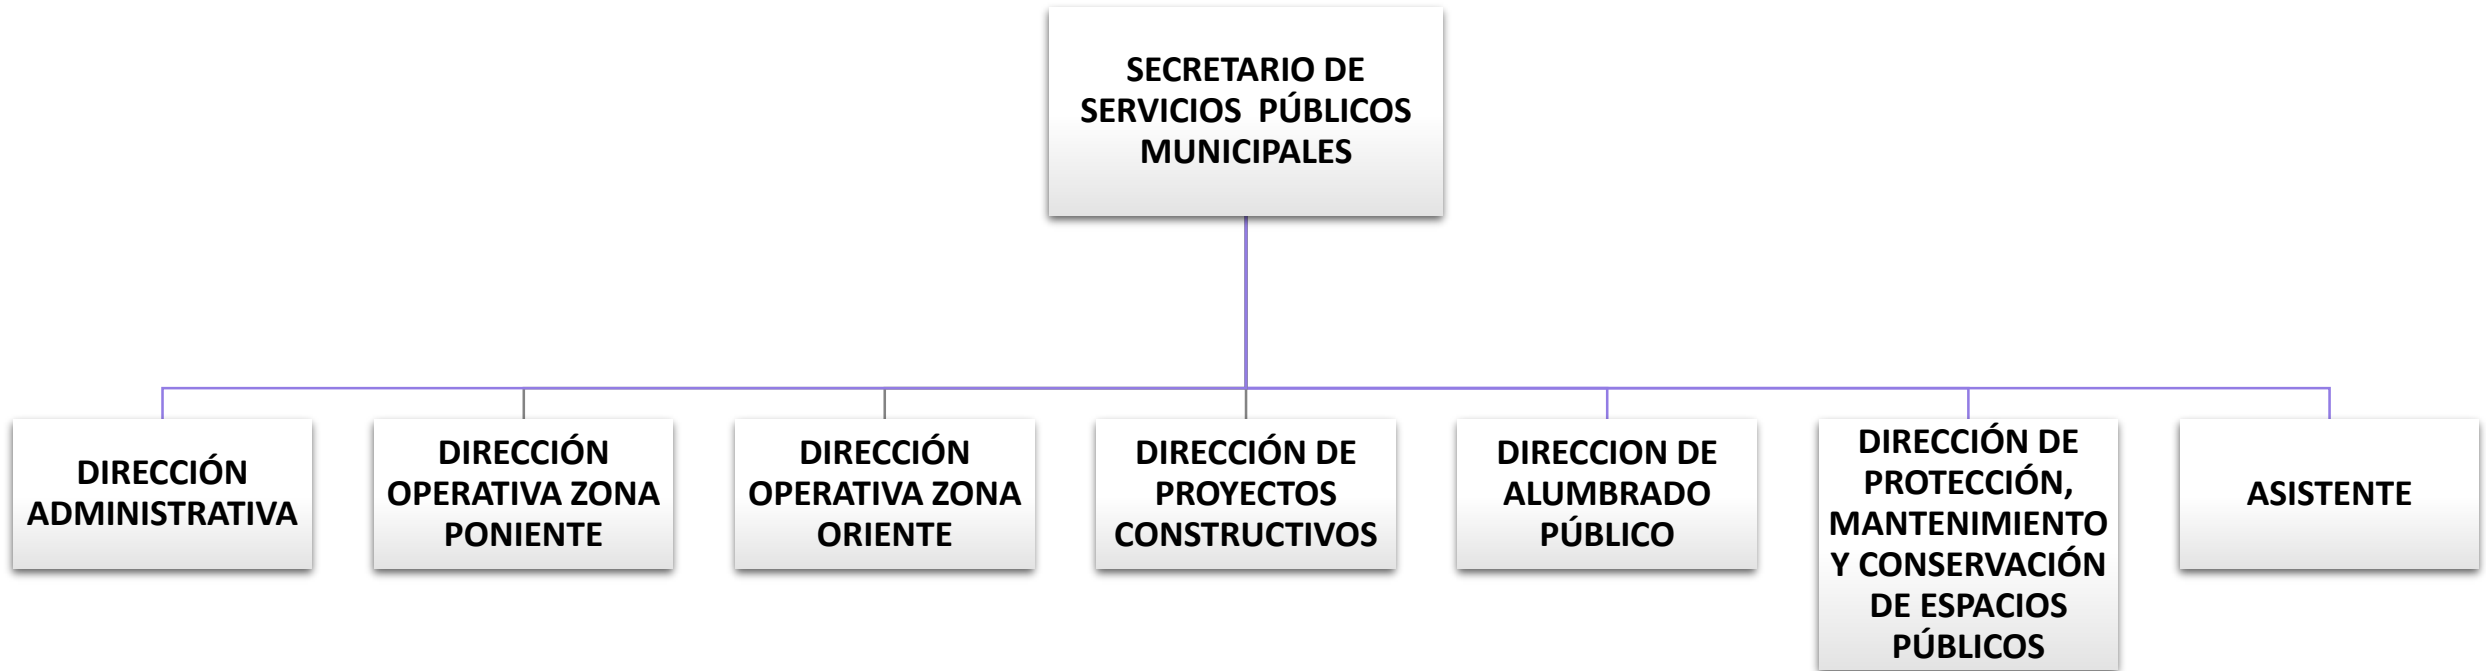 SECRETARIO DE
SERVICIOS  PÚBLICOS
MUNICIPALES
DIRECCIÓN
ADMINISTRATIVA
DIRECCIÓN
OPERATIVA ZONA
PONIENTE
DIRECCIÓN
OPERATIVA ZONA
ORIENTE
DIRECCIÓN DE
PROYECTOS
CONSTRUCTIVOS
DIRECCION DE
ALUMBRADO
PÚBLICO
DIRECCIÓN DE
PROTECCIÓN,
MANTENIMIENTO
Y CONSERVACIÓN
DE ESPACIOS
PÚBLICOS
ASISTENTE